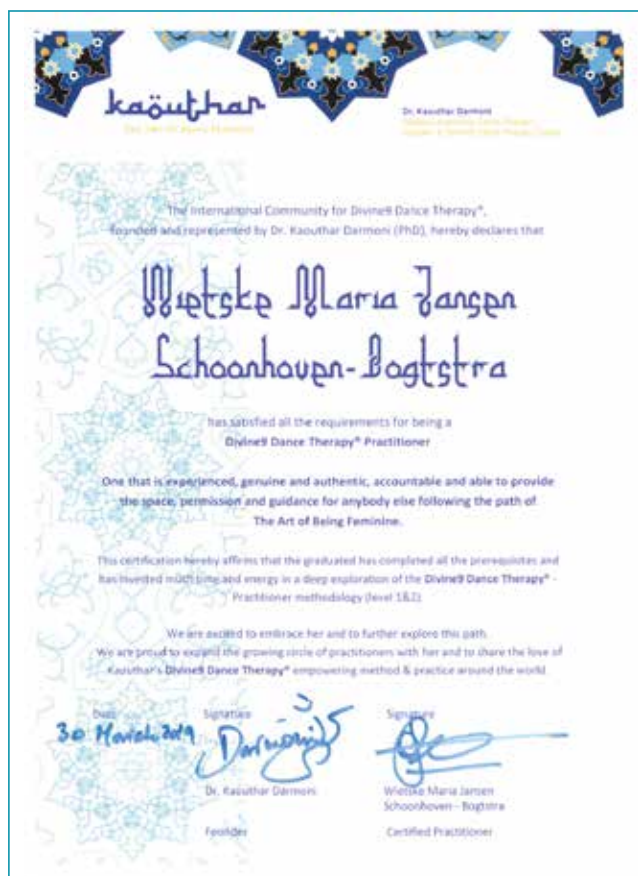 kaöuthar
Dr. Kaouthar Darmoni
The International Community for Divine9 Dance Therapy®,
founded and represented by Dr. Kaouthar Darmoni (PhD), hereby declares that
Wietske Maria Jansen
Schoonhoven-Bogtstra
has satisfied all the requirements for being a
Divine9 Dance Therapy® Practitioner
One that is experienced, genuine and authentic, accountable and able to provide
the space, permission and guidance for anybody else following the path of
The Art of Being Feminine.
This certification hereby affirms that the graduated has completed all the prerequisites and
has invested much time and energy in a deep exploration of the Divine9 Dance Therapy® -
Practitioner methodology (level 1&2)
We are excited to embrace her and to further explore this path.
We are proud to expand the growing circle of practitioners with her and to share the love of
Kaouthar's Divine9 Dance Therapy® empowering method & practice around the world
Date Signature Signature
30 March 2019 Darmoni
Dr. Kaouthar Darmoni Wietske Maria Jansen
Schoonhoven - Bogtstra
Founder Certified Practitioner